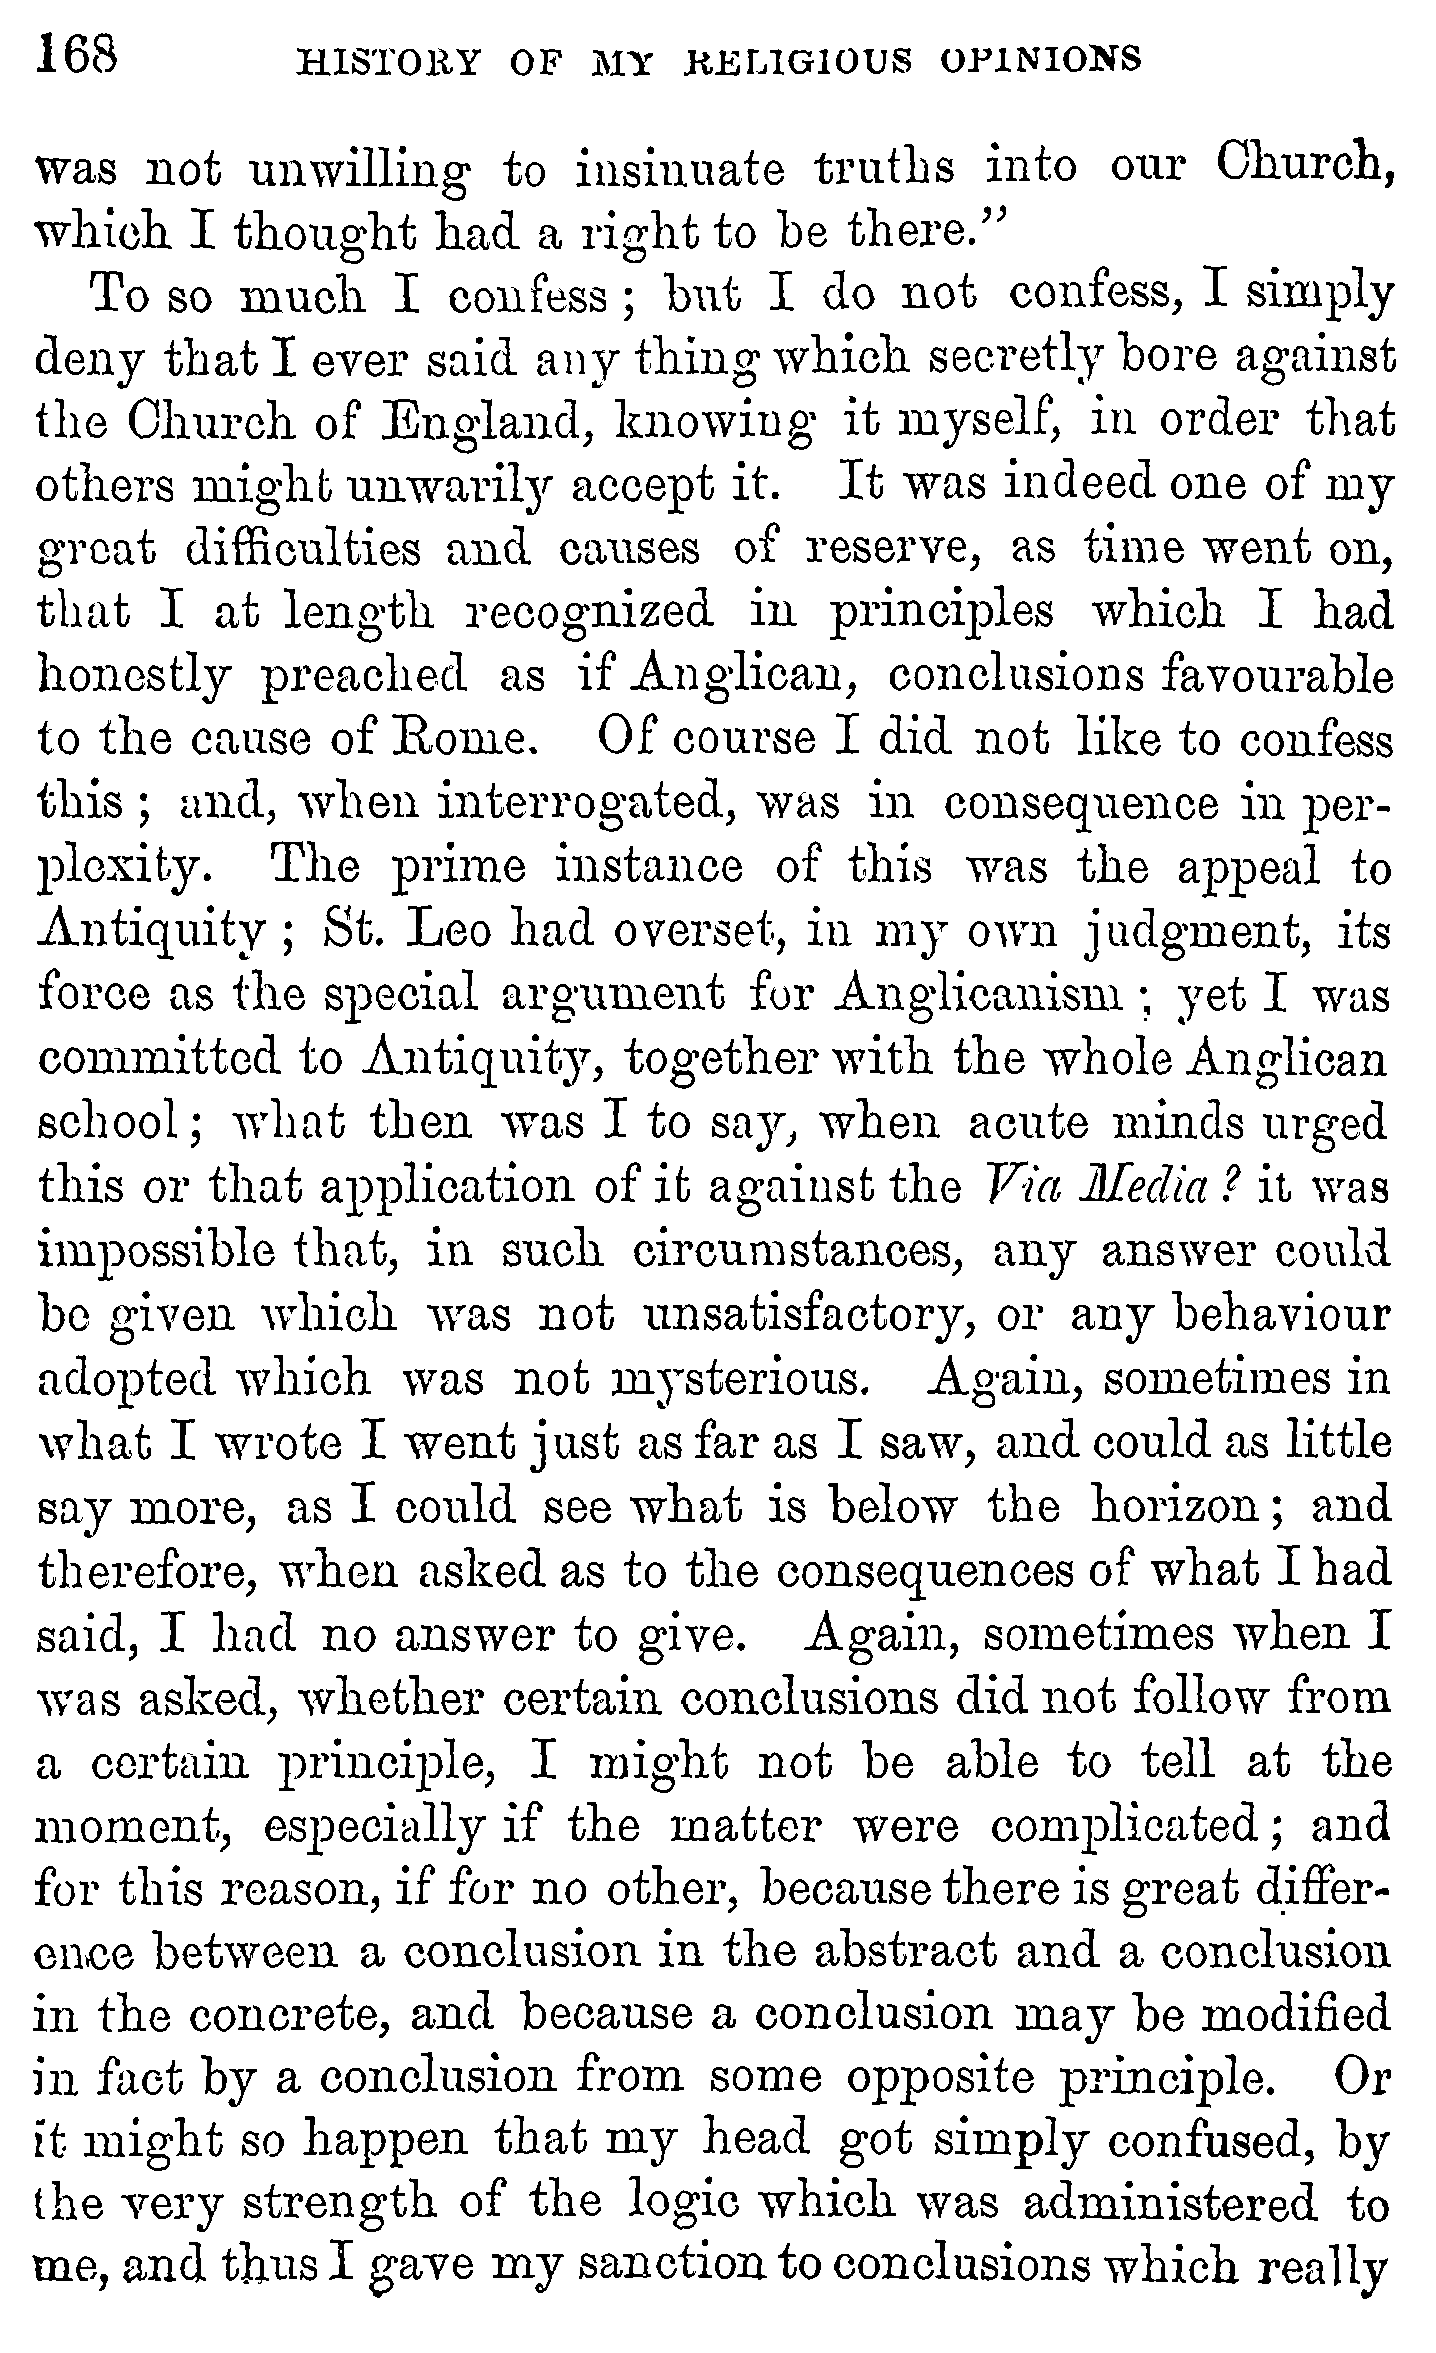 168 HISTORY OF MY RELIGIOUS OPINIONS
was not unwilling to insinuate truths into our Church,
which I thought had a right to be there.”
To so much I confess; but I do not confess, I simply
deny that I ever said any thing which secretly bore against
the Church of England, knowing it myself, in order that
others might unwarily accept it. It was indeed one of my
great difficulties and causes of reserve, as time went on,
that I at length recognized in principles which I had
honestly preached as if Anglican, conclusions favourable
to the cause of Rome. Of course I did not like to confess
this; and, when interrogated, was in consequence in per-
plexity. The prime instance of this was the appeal to
Antiquity; St. Leo had overset, in my own judgment, its
force as the special argument for Anglicanism; yet I was
committed to Antiquity, together with the whole Anglican
school; what then was I to say, when acute minds urged
this or that application of it against the Via Media? it was
impossible that, in such circumstances, any answer could
be given which was not unsatisfactory, or any behaviour
adopted which was not mysterious. Again, sometimes in
what I wrote I went just as far as I saw, and could as little
say more, as I could see what is below the horizon; and
therefore, when asked as to the consequences of what I had
said, I had no answer to give. Again, sometimes when I
was asked, whether certain conclusions did not follow from
a certain principle, I might not be able to tell at the
moment, especially if the matter were complicated; and
for this reason, if for no other, because there is great differ-
ence between a conclusion in the abstract and a conclusion
in the concrete, and because a conclusion may be modified
in fact by a conclusion from some opposite principle. Or
it might so happen that my head got simply confused, by
the very strength of the logic which was administered to
me, and thus I gave my sanction to conclusions which really